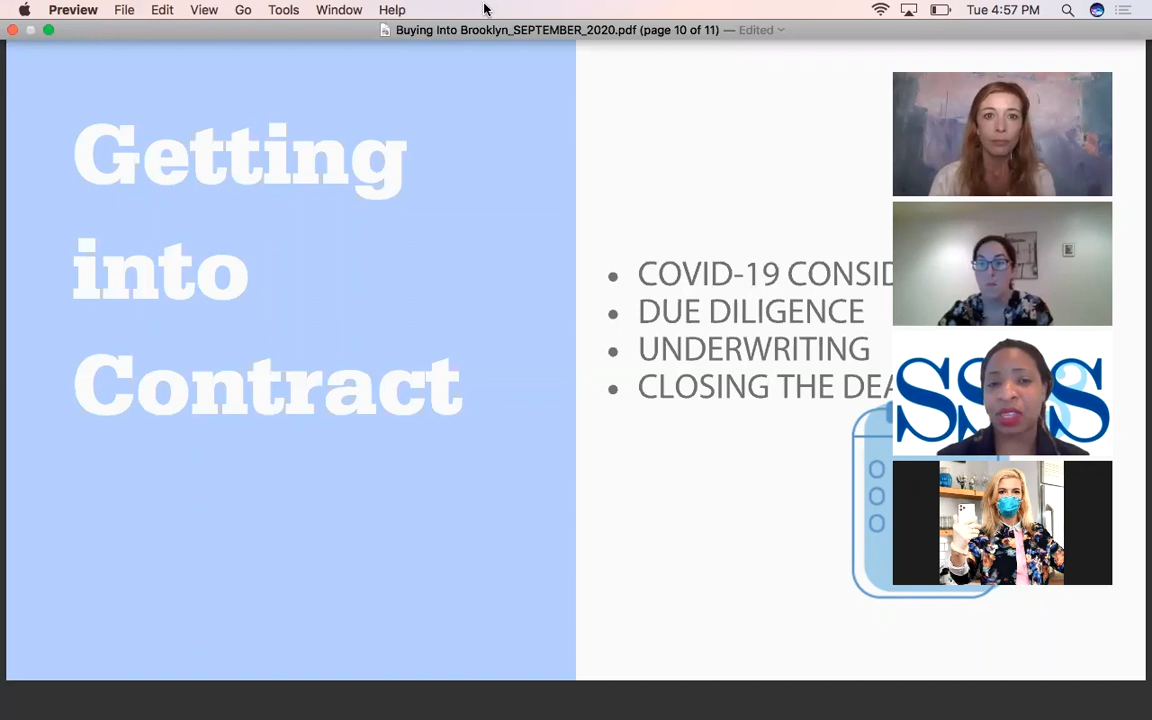 Preview File Edit View Go Tools Window Help Tue 4:57 PM
Buying Into Brooklyn_SEPTEMBER_2020.pdf (page 10 of 11) — Edited
Getting
into
Contract
• COVID-19 CONSID
• DUE DILIGENCE
• UNDERWRITING
• CLOSING THE DEA
SS&S